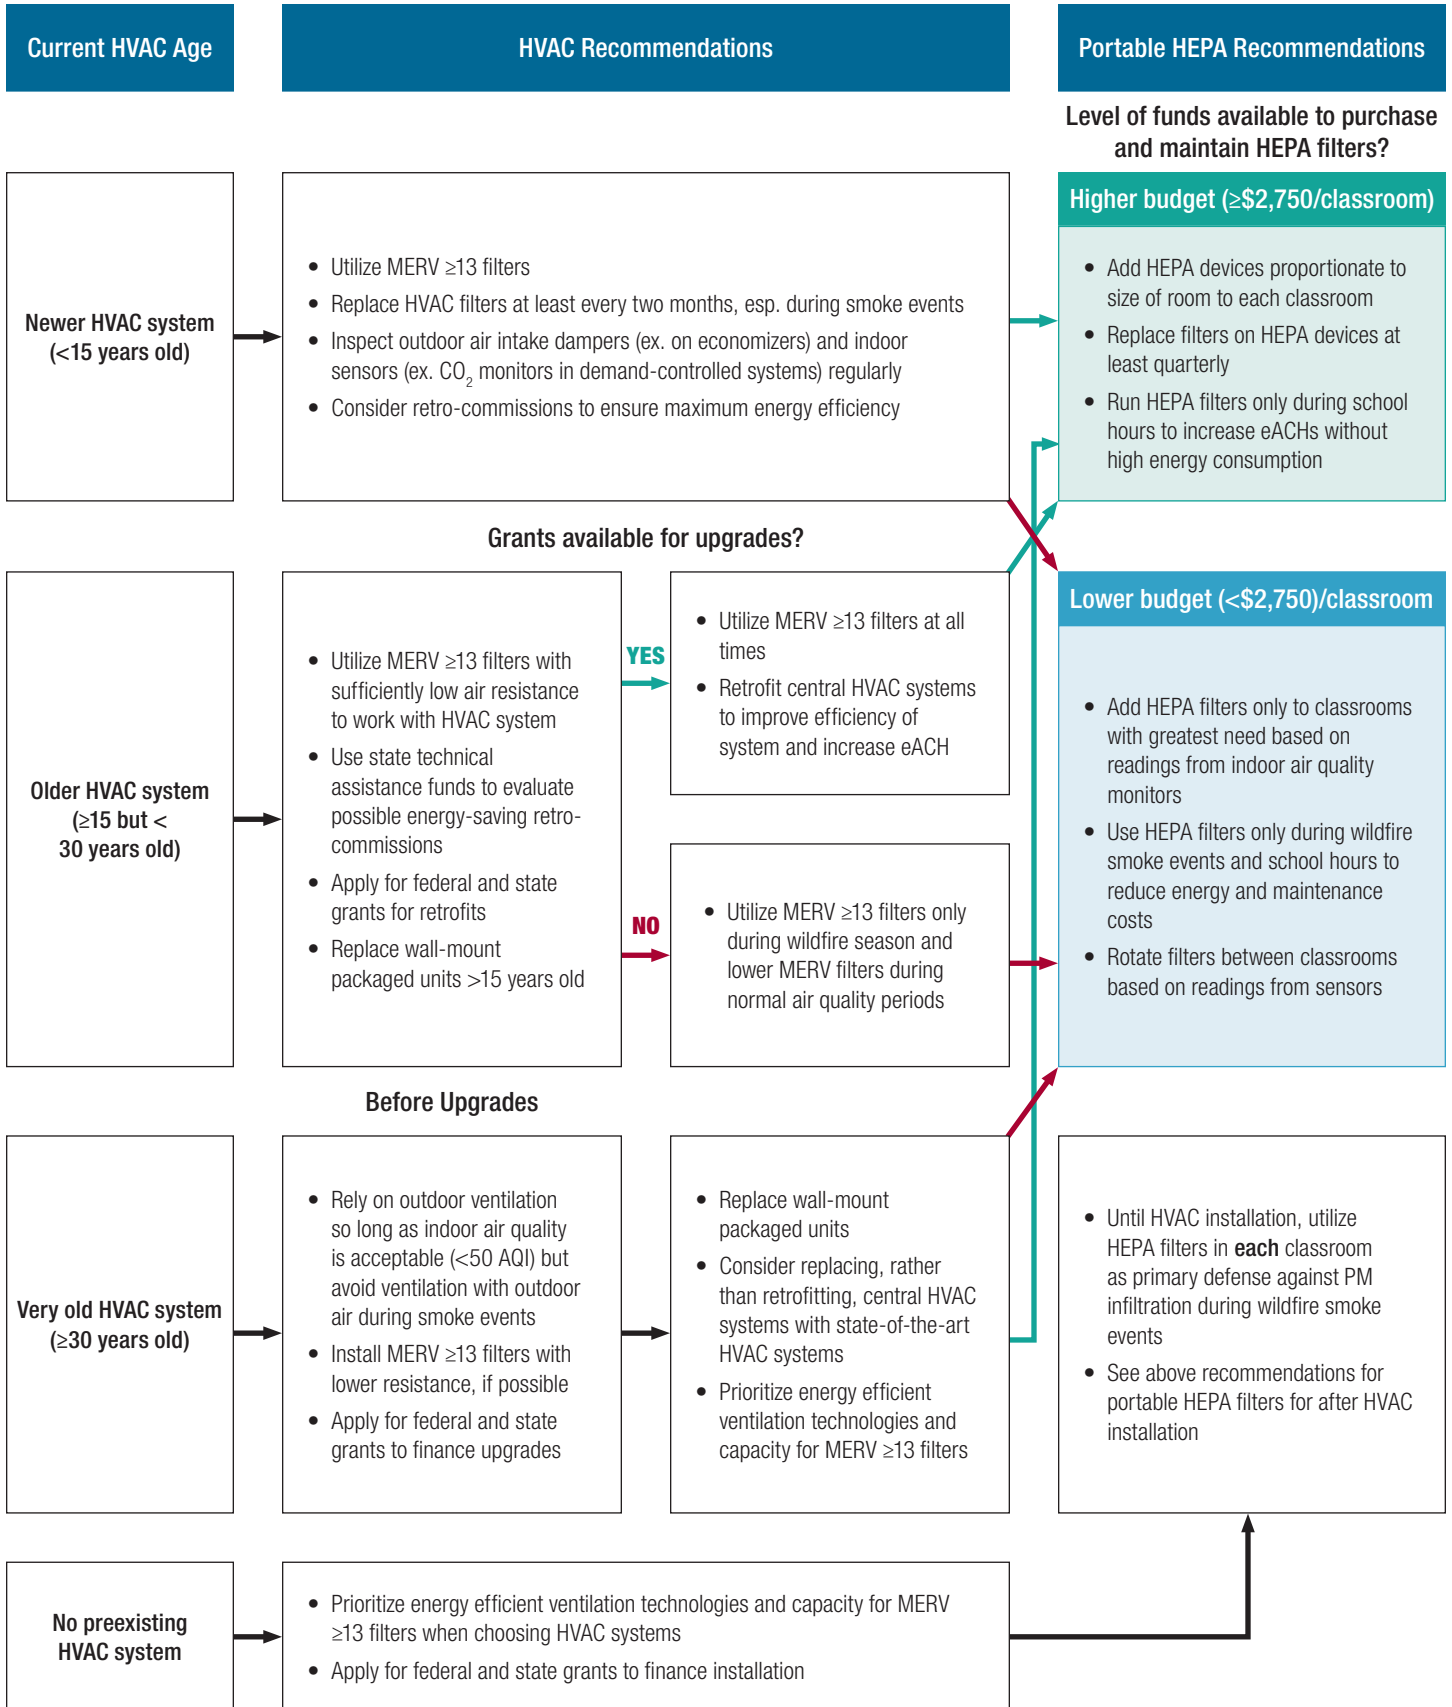 Current HVAC Age
HVAC Recommendations
Portable HEPA Recommendations
Level of funds available to purchase
and maintain HEPA filters?
Newer HVAC system
(<15 years old)
• Utilize MERV ≥13 filters
• Replace HVAC filters at least every two months, esp. during smoke events
• Inspect outdoor air intake dampers (ex. on economizers) and indoor
sensors (ex. CO2 monitors in demand-controlled systems) regularly
• Consider retro-commissions to ensure maximum energy efficiency
Higher budget (≥$2,750/classroom)
• Add HEPA devices proportionate to
size of room to each classroom
• Replace filters on HEPA devices at
least quarterly
• Run HEPA filters only during school
hours to increase eACHs without
high energy consumption
Grants available for upgrades?
Older HVAC system
(≥15 but <
30 years old)
• Utilize MERV ≥13 filters with
sufficiently low air resistance
to work with HVAC system
• Use state technical
assistance funds to evaluate
possible energy-saving retro-
commissions
• Apply for federal and state
grants for retrofits
• Replace wall-mount
packaged units >15 years old
YES
• Utilize MERV ≥13 filters at all
times
• Retrofit central HVAC systems
to improve efficiency of
system and increase eACH
NO
• Utilize MERV ≥13 filters only
during wildfire season and
lower MERV filters during
normal air quality periods
Lower budget (<$2,750)/classroom
• Add HEPA filters only to classrooms
with greatest need based on
readings from indoor air quality
monitors
• Use HEPA filters only during wildfire
smoke events and school hours to
reduce energy and maintenance
costs
• Rotate filters between classrooms
based on readings from sensors
Before Upgrades
Very old HVAC system
(≥30 years old)
• Rely on outdoor ventilation
so long as indoor air quality
is acceptable (<50 AQI) but
avoid ventilation with outdoor
air during smoke events
• Install MERV ≥13 filters with
lower resistance, if possible
• Apply for federal and state
grants to finance upgrades
• Replace wall-mount
packaged units
• Consider replacing, rather
than retrofitting, central HVAC
systems with state-of-the-art
HVAC systems
• Prioritize energy efficient
ventilation technologies and
capacity for MERV ≥13 filters
• Until HVAC installation, utilize
HEPA filters in each classroom
as primary defense against PM
infiltration during wildfire smoke
events
• See above recommendations for
portable HEPA filters for after HVAC
installation
No preexisting
HVAC system
• Prioritize energy efficient ventilation technologies and capacity for MERV
≥13 filters when choosing HVAC systems
• Apply for federal and state grants to finance installation